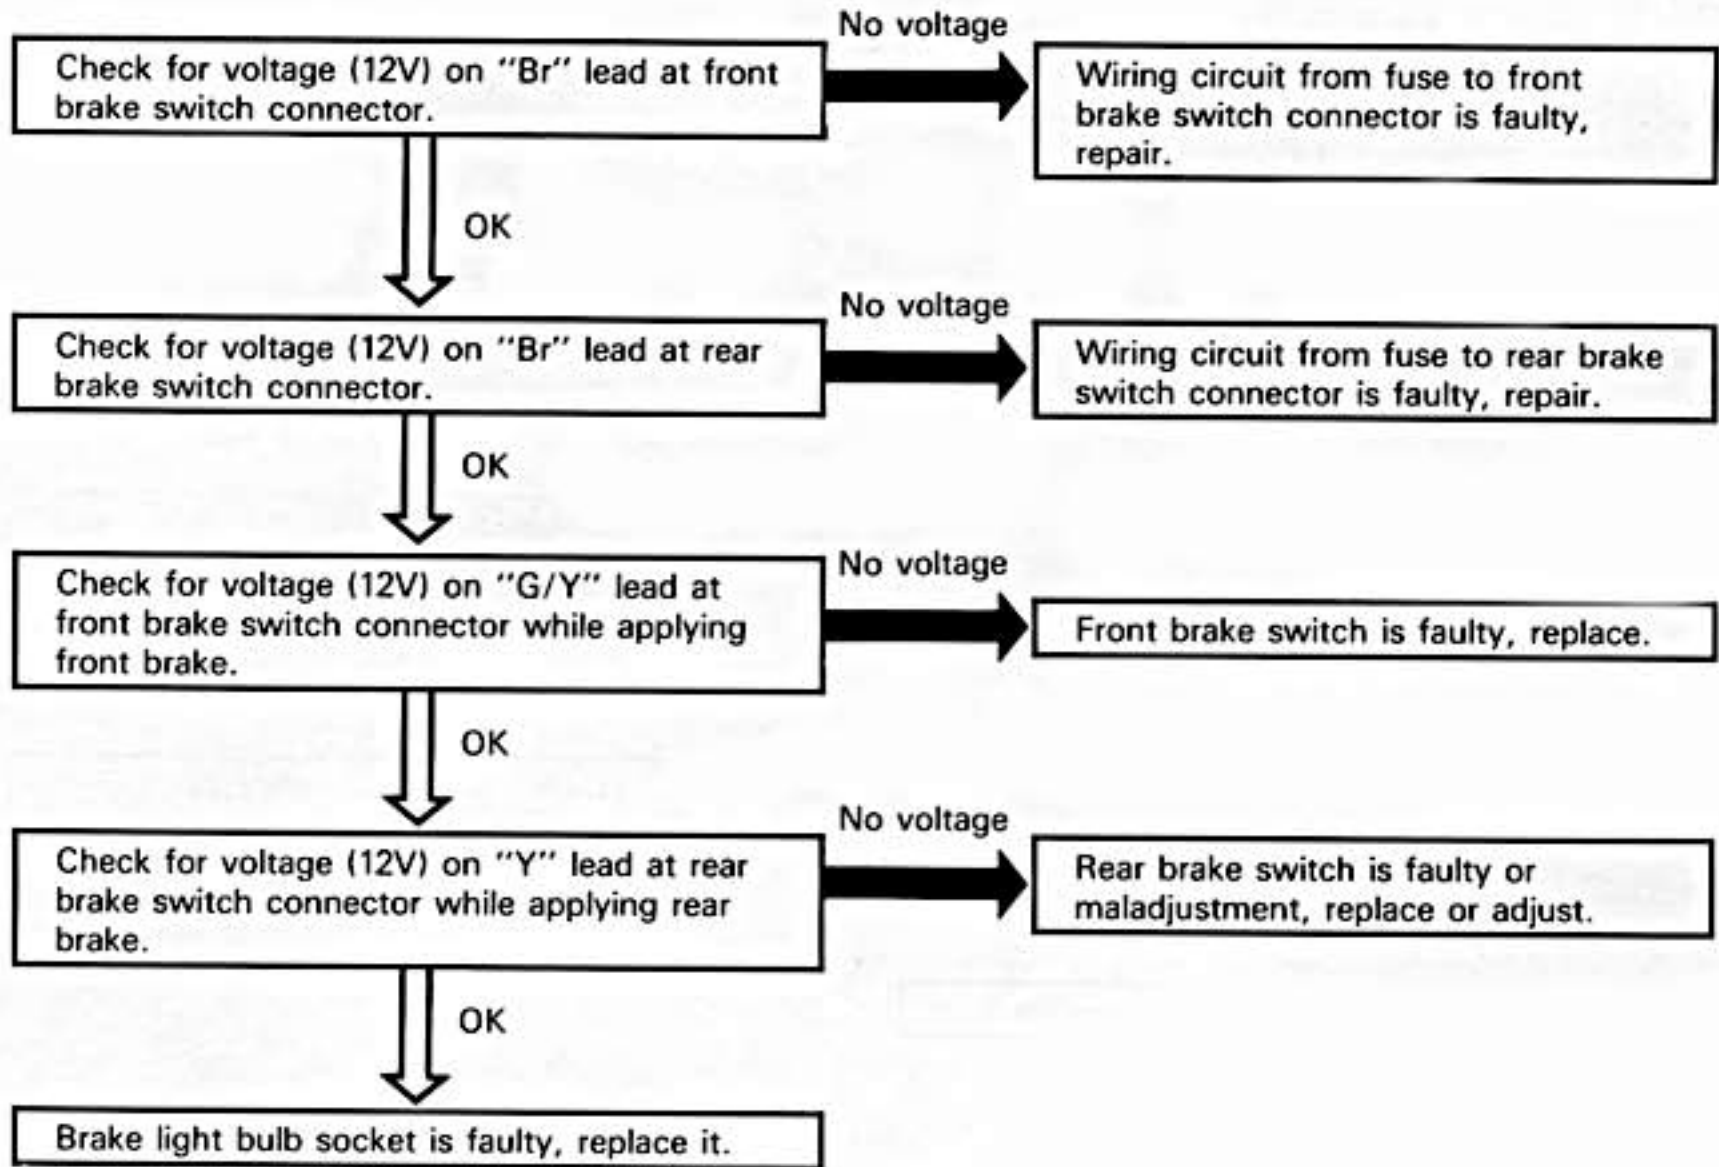 No voltage
Check for voltage (12V) on "Br" lead at front
brake switch connector.
Wiring circuit from fuse to front
brake switch connector is faulty,
repair.
OK
No voltage
Check for voltage (12V) on "Br" lead at rear
brake switch connector.
Wiring circuit from fuse to rear brake
switch connector is faulty, repair.
OK
No voltage
Check for voltage (12V) on "G/Y" lead at
front brake switch connector while applying
front brake.
Front brake switch is faulty, replace.
OK
No voltage
Check for voltage (12V) on "Y" lead at rear
brake switch connector while applying rear
brake.
Rear brake switch is faulty or
maladjustment, replace or adjust.
OK
Brake light bulb socket is faulty, replace it.